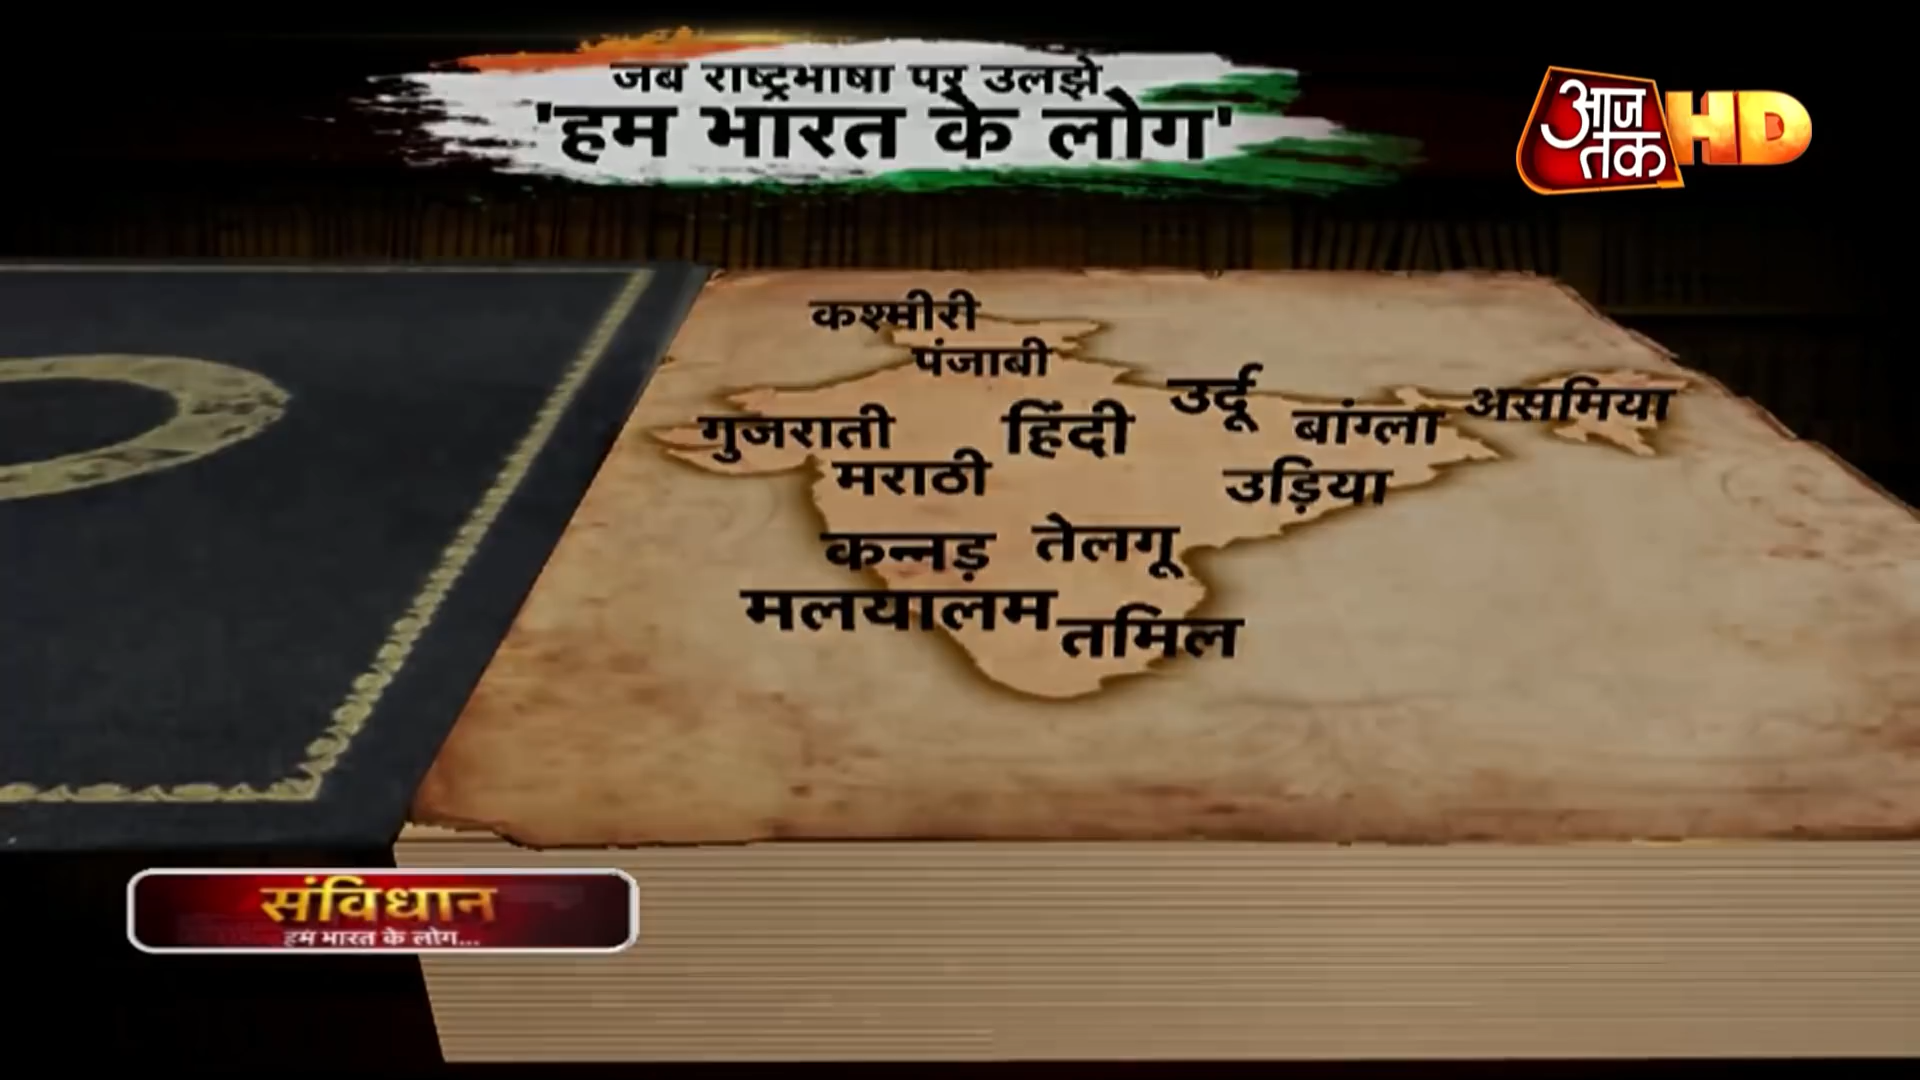 जब राष्ट्रभाषा पर उलझे
'हम भारत के लोग'
आज तक HD
कश्मीरी
पंजाबी
उर्दू
गुजराती
हिंदी
बांग्ला
असमिया
मराठी
उड़िया
कन्नड़
तेलगू
मलयालम
तमिल
संविधान
हम भारत के लोग...